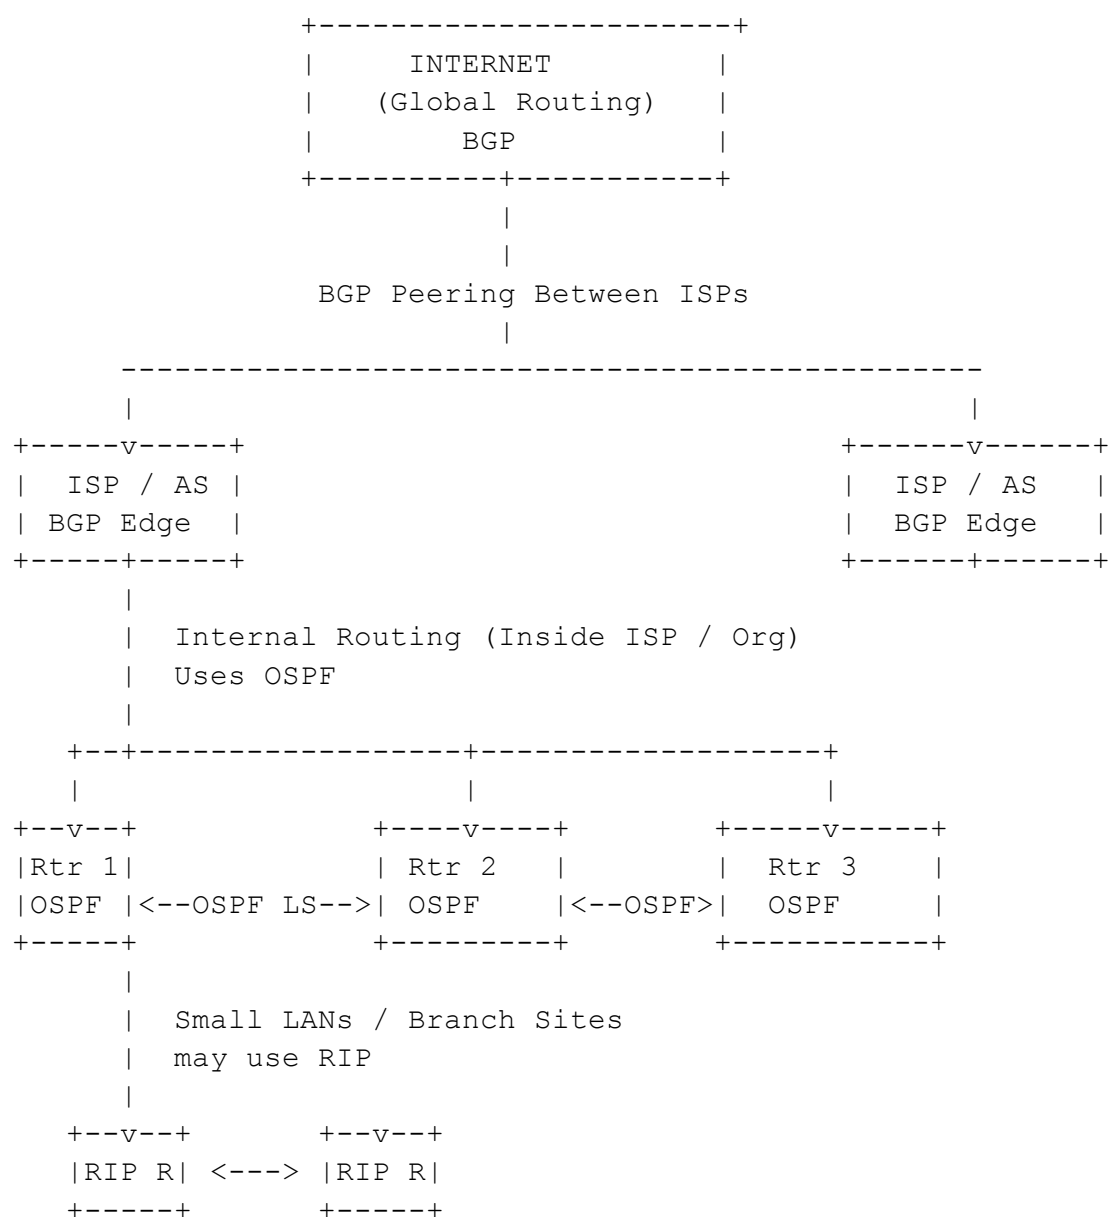 INTERNET
(Global Routing)
BGP
BGP Peering Between ISPs
ISP / AS     ISP / AS
BGP Edge     BGP Edge
Internal Routing (Inside ISP / Org)
Uses OSPF
Rtr 1     Rtr 2     Rtr 3
OSPF <--OSPF LS--> OSPF <--OSPF> OSPF
Small LANs / Branch Sites
may use RIP
RIP R <---> RIP R